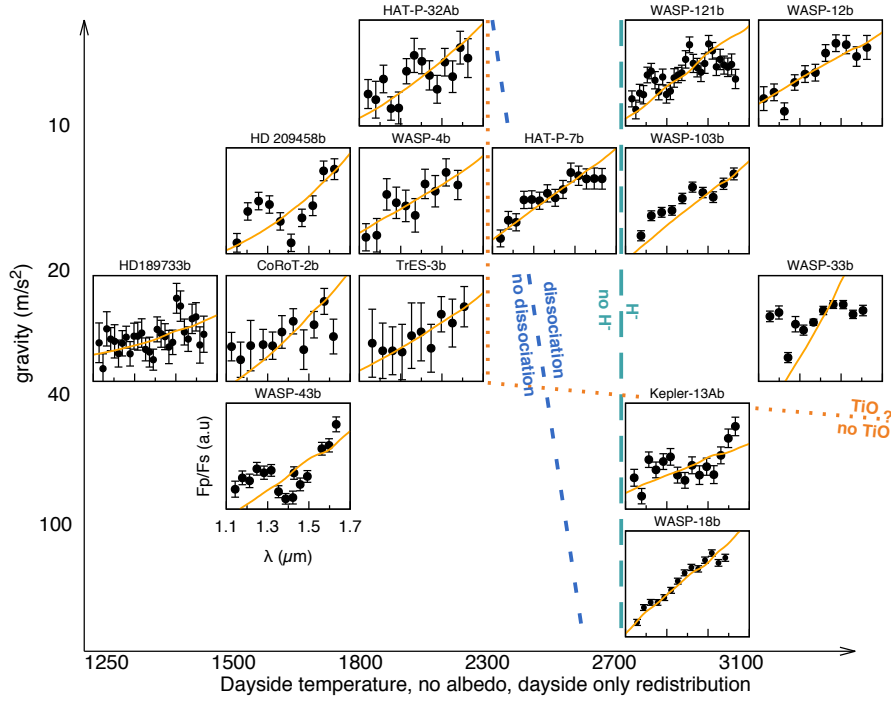 HAT-P-32Ab
WASP-121b
WASP-12b
10
HD 209458b
WASP-4b
HAT-P-7b
WASP-103b
20
HD189733b
CoRoT-2b
TrES-3b
WASP-33b
gravity (m/s²)
no dissociation
dissociation
no H-
H-
40
WASP-43b
Kepler-13Ab
TiO ?
no TiO
Fp/Fs (a.u)
100
WASP-18b
1.1 1.3 1.5 1.7
λ (μm)
1250 1500 1800 2300 2700 3100
Dayside temperature, no albedo, dayside only redistribution